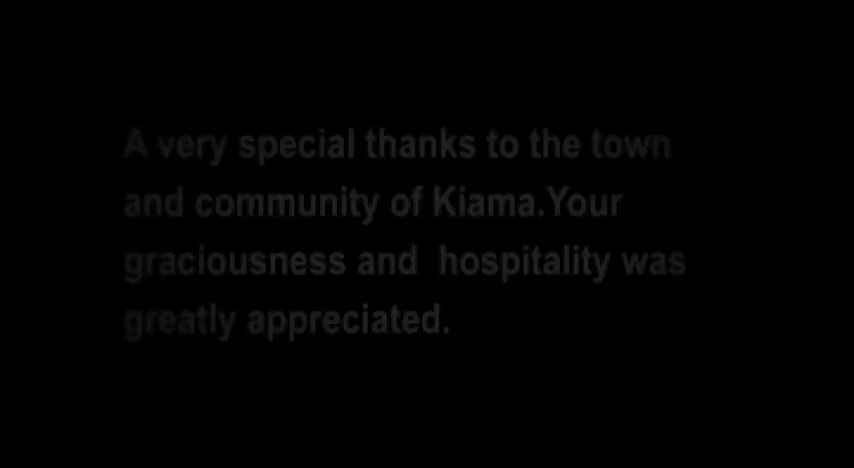 A very special thanks to the town
and community of Kiama.Your
graciousness and  hospitality was
greatly appreciated.